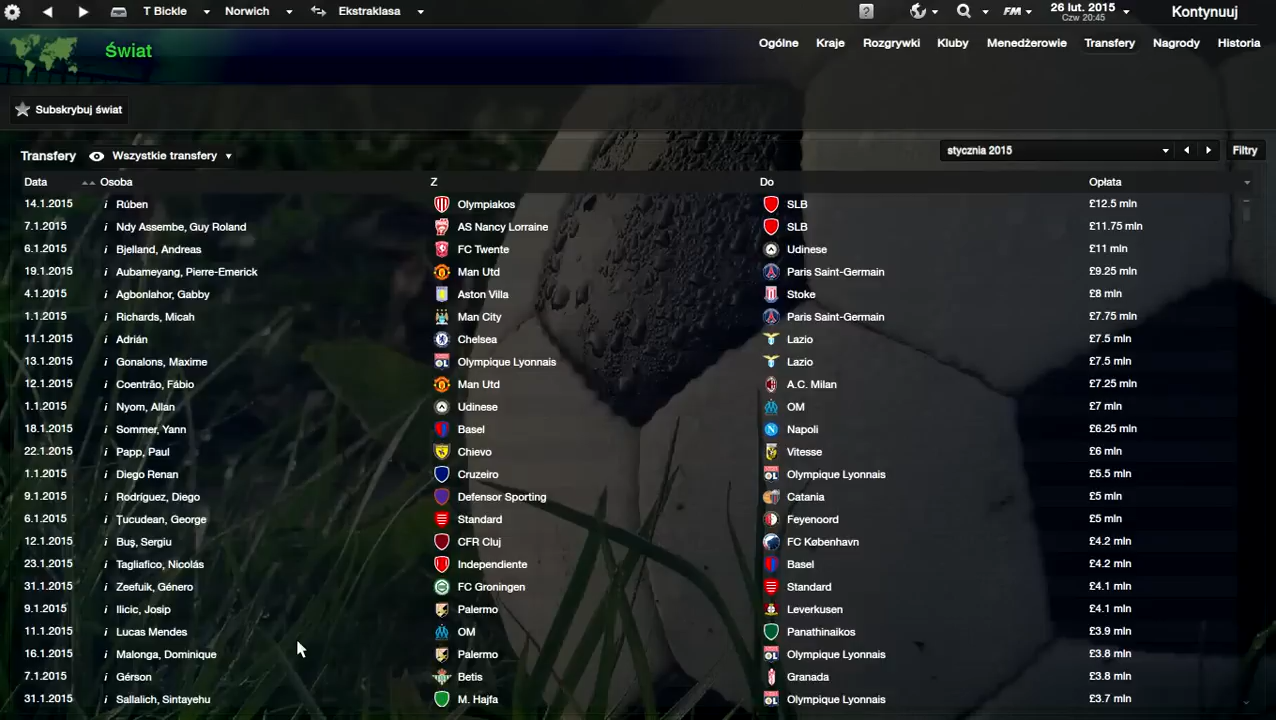 T Bickle Norwich Ekstraklasa ? FM 26 lut. 2015 Czw 20:45 Kontynuuj
Świat Ogólne Kraje Rozgrywki Kluby Menedżerowie Transfery Nagrody Historia
Subskrybuj świat
Transfery Wszystkie transfery stycznia 2015 Filtry
Data Osoba Z Do Opłata
14.1.2015 i Rúben Olympiakos SLB £12.5 mln
7.1.2015 i Ndy Assembe, Guy Roland AS Nancy Lorraine SLB £11.75 mln
6.1.2015 i Bjelland, Andreas FC Twente Udinese £11 mln
19.1.2015 i Aubameyang, Pierre-Emerick Man Utd Paris Saint-Germain £9.25 mln
4.1.2015 i Agbonlahor, Gabby Aston Villa Stoke £8 mln
1.1.2015 i Richards, Micah Man City Paris Saint-Germain £7.75 mln
11.1.2015 i Adrián Chelsea Lazio £7.5 mln
13.1.2015 i Gonalons, Maxime Olympique Lyonnais Lazio £7.5 mln
12.1.2015 i Coentrão, Fábio Man Utd A.C. Milan £7.25 mln
1.1.2015 i Nyom, Allan Udinese OM £7 mln
18.1.2015 i Sommer, Yann Basel Napoli £6.25 mln
22.1.2015 i Papp, Paul Chievo Vitesse £6 mln
1.1.2015 i Diego Renan Cruzeiro Olympique Lyonnais £5.5 mln
9.1.2015 i Rodríguez, Diego Defensor Sporting Catania £5 mln
6.1.2015 i Țucudean, George Standard Feyenoord £5 mln
12.1.2015 i Buș, Sergiu CFR Cluj FC København £4.2 mln
23.1.2015 i Tagliafico, Nicolás Independiente Basel £4.2 mln
31.1.2015 i Zeefuik, Género FC Groningen Standard £4.1 mln
9.1.2015 i Ilicic, Josip Palermo Leverkusen £4.1 mln
11.1.2015 i Lucas Mendes OM Panathinaikos £3.9 mln
16.1.2015 i Malonga, Dominique Palermo Olympique Lyonnais £3.8 mln
7.1.2015 i Gérson Betis Granada £3.8 mln
31.1.2015 i Sallalich, Sintayehu M. Hajfa Olympique Lyonnais £3.7 mln